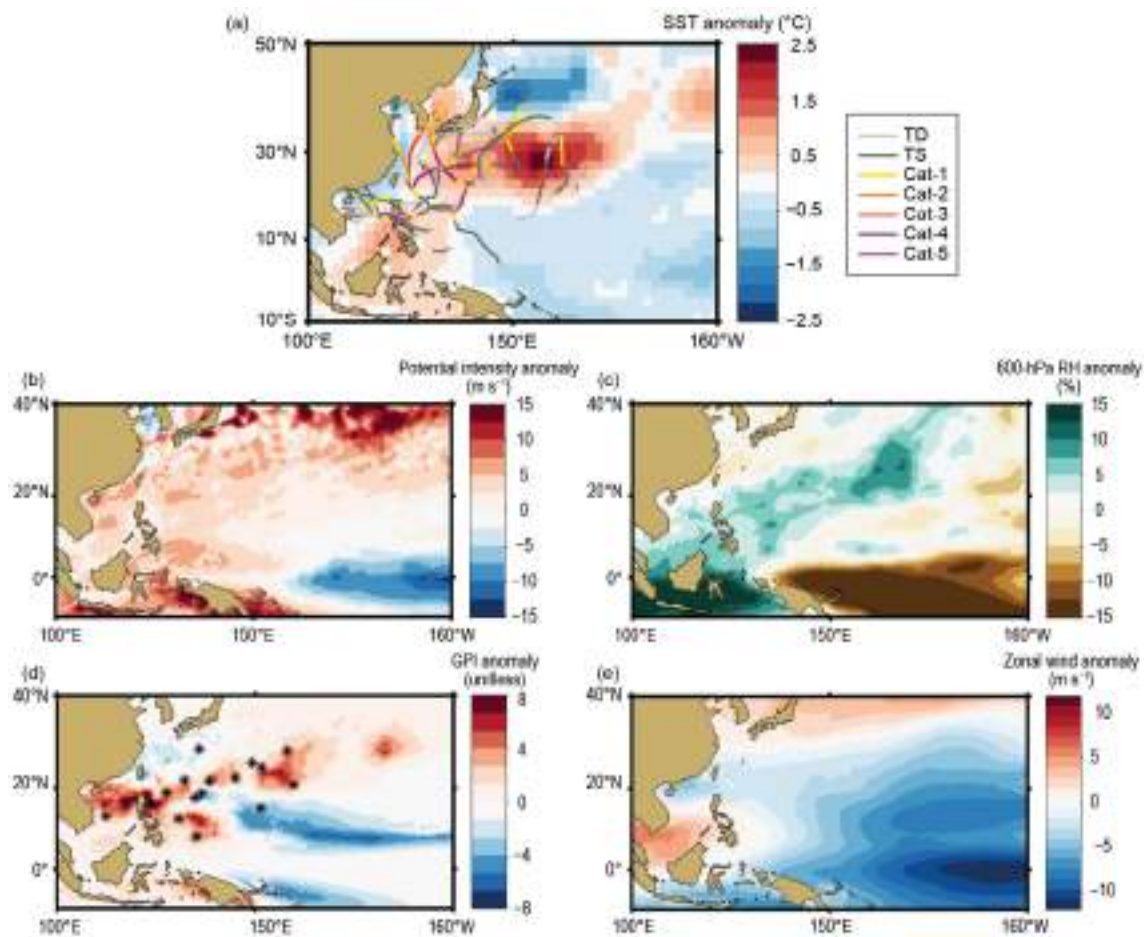 (a)
SST anomaly (°C)
50°N
30°N
10°N
10°S
100°E
150°E
160°W
2.5
1.5
0.5
−0.5
−1.5
−2.5
TD
TS
Cat-1
Cat-2
Cat-3
Cat-4
Cat-5
(b)
Potential intensity anomaly
(m s⁻¹)
40°N
20°N
0°
100°E
150°E
160°W
15
10
5
0
−5
−10
−15
(c)
600-hPa RH anomaly
(%)
40°N
20°N
0°
100°E
150°E
160°W
15
10
5
0
−5
−10
−15
(d)
GPI anomaly
(unitless)
40°N
20°N
0°
100°E
150°E
160°W
8
4
0
−4
−8
(e)
Zonal wind anomaly
(m s⁻¹)
40°N
20°N
0°
100°E
150°E
160°W
10
5
0
−5
−10